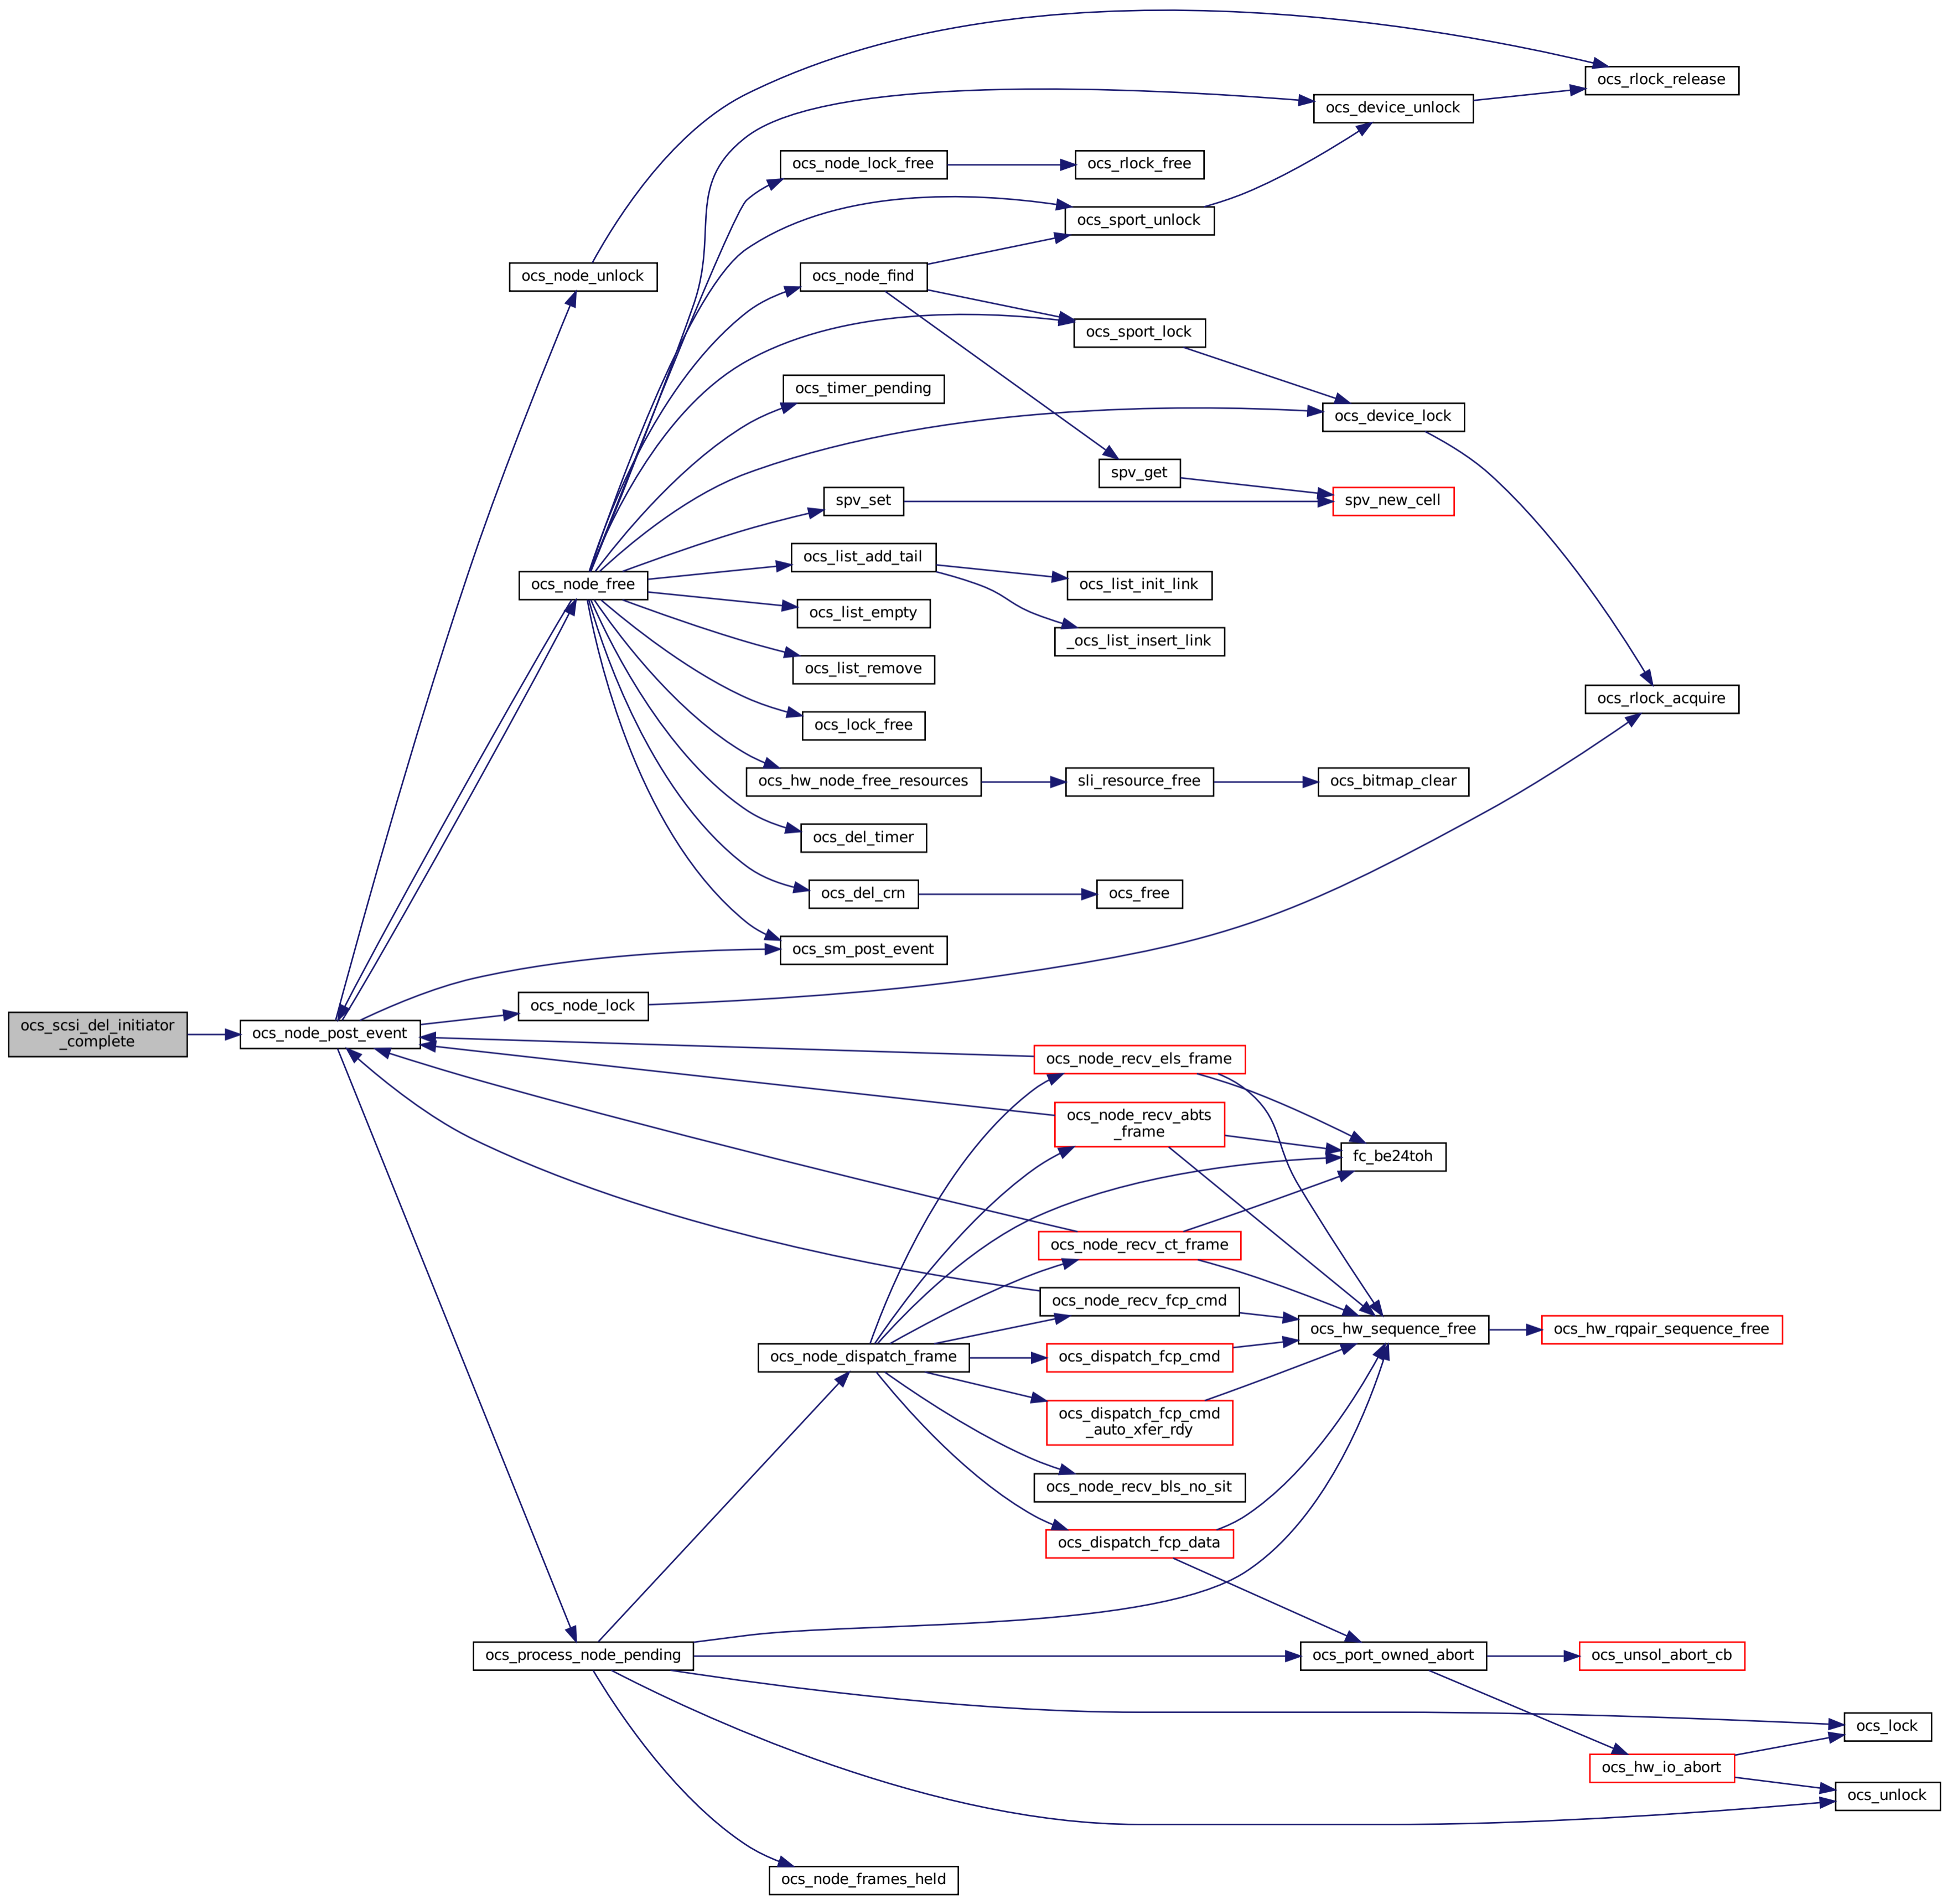 ocs_rlock_release
ocs_device_unlock
ocs_node_lock_free
ocs_rlock_free
ocs_sport_unlock
ocs_node_unlock
ocs_node_find
ocs_sport_lock
ocs_timer_pending
ocs_device_lock
spv_get
spv_set
spv_new_cell
ocs_list_add_tail
ocs_node_free
ocs_list_init_link
ocs_list_empty
_ocs_list_insert_link
ocs_list_remove
ocs_rlock_acquire
ocs_lock_free
ocs_hw_node_free_resources
sli_resource_free
ocs_bitmap_clear
ocs_del_timer
ocs_del_crn
ocs_free
ocs_sm_post_event
ocs_node_lock
ocs_scsi_del_initiator
_complete
ocs_node_post_event
ocs_node_recv_els_frame
ocs_node_recv_abts
_frame
fc_be24toh
ocs_node_recv_ct_frame
ocs_node_recv_fcp_cmd
ocs_hw_sequence_free
ocs_hw_rqpair_sequence_free
ocs_node_dispatch_frame
ocs_dispatch_fcp_cmd
ocs_dispatch_fcp_cmd
_auto_xfer_rdy
ocs_node_recv_bls_no_sit
ocs_dispatch_fcp_data
ocs_process_node_pending
ocs_port_owned_abort
ocs_unsol_abort_cb
ocs_lock
ocs_hw_io_abort
ocs_unlock
ocs_node_frames_held